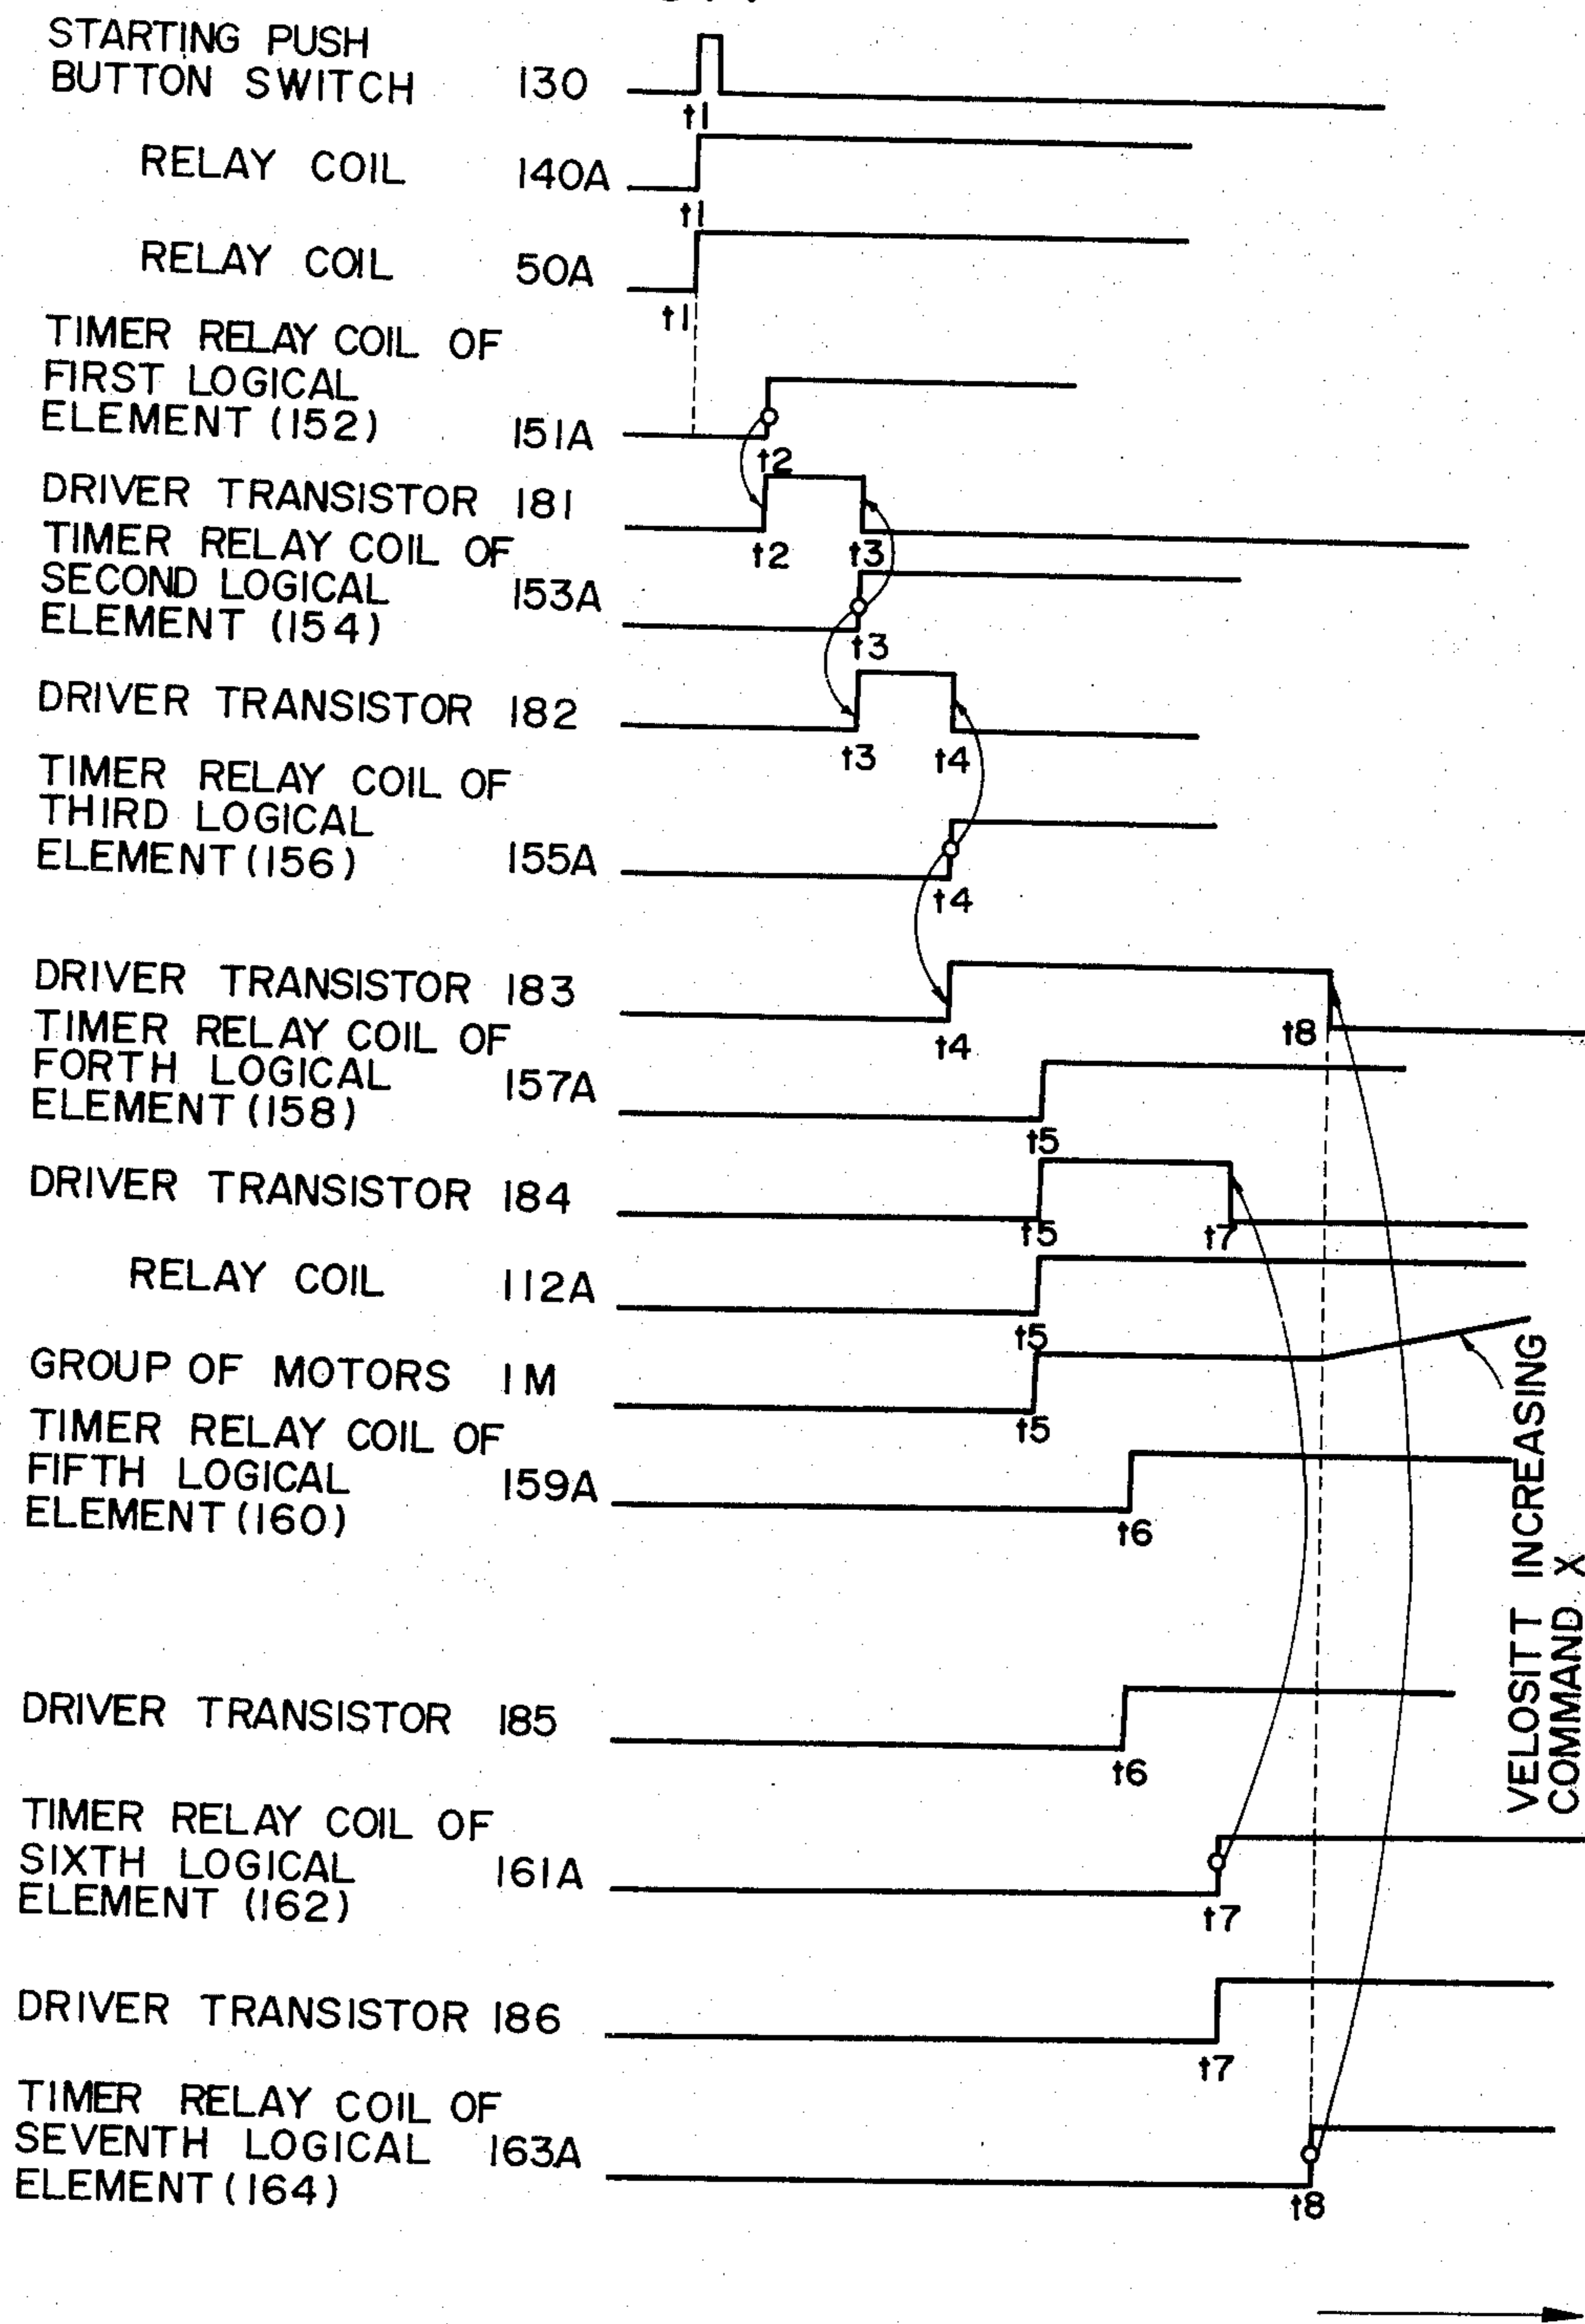 STARTING PUSH
BUTTON SWITCH 130
t1
RELAY COIL 140A
t1
RELAY COIL 50A
t1
TIMER RELAY COIL OF
FIRST LOGICAL
ELEMENT (152) 151A
t2
DRIVER TRANSISTOR 181
t2 t3
TIMER RELAY COIL OF
SECOND LOGICAL 153A
ELEMENT (154)
t3
DRIVER TRANSISTOR 182
t3 t4
TIMER RELAY COIL OF
THIRD LOGICAL
ELEMENT (156) 155A
t4
DRIVER TRANSISTOR 183
t4 t8
TIMER RELAY COIL OF
FORTH LOGICAL 157A
ELEMENT (158)
t5
DRIVER TRANSISTOR 184
t5 t7
RELAY COIL 112A
t5
GROUP OF MOTORS 1M
t5
TIMER RELAY COIL OF
FIFTH LOGICAL 159A
ELEMENT (160)
t6
VELOSITT INCREASING
COMMAND X
DRIVER TRANSISTOR 185
t6
TIMER RELAY COIL OF
SIXTH LOGICAL 161A
ELEMENT (162)
t7
DRIVER TRANSISTOR 186
t7
TIMER RELAY COIL OF
SEVENTH LOGICAL 163A
ELEMENT (164)
t8